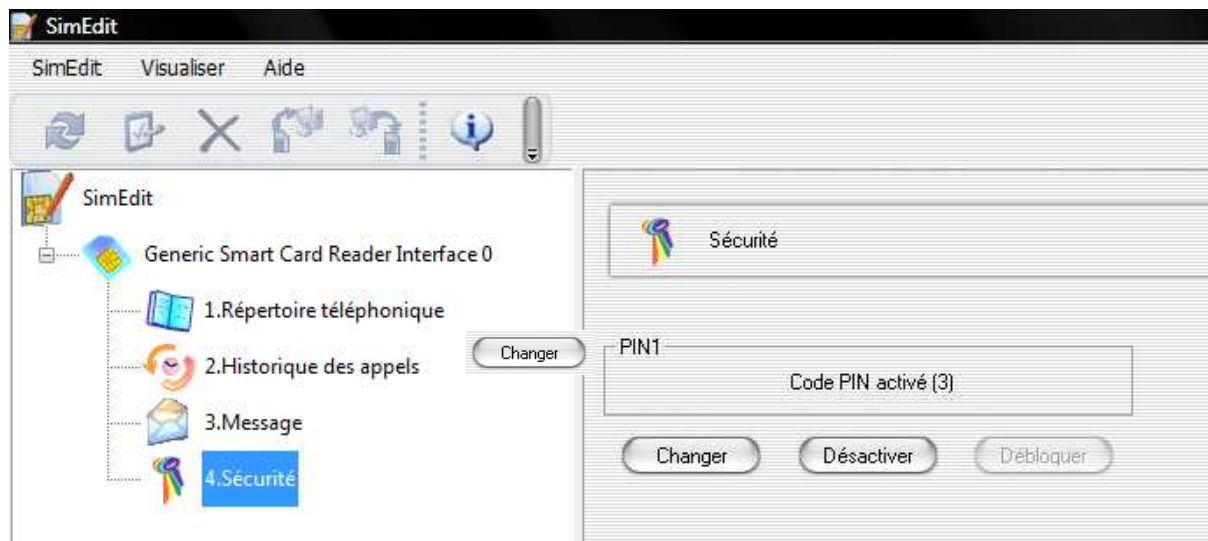 SimEdit
SimEdit Visualiser Aide
SimEdit
Generic Smart Card Reader Interface 0
1.Répertoire téléphonique
2.Historique des appels
3.Message
4.Sécurité
Changer
Sécurité
PIN1
Code PIN activé (3)
Changer Désactiver Débloquer